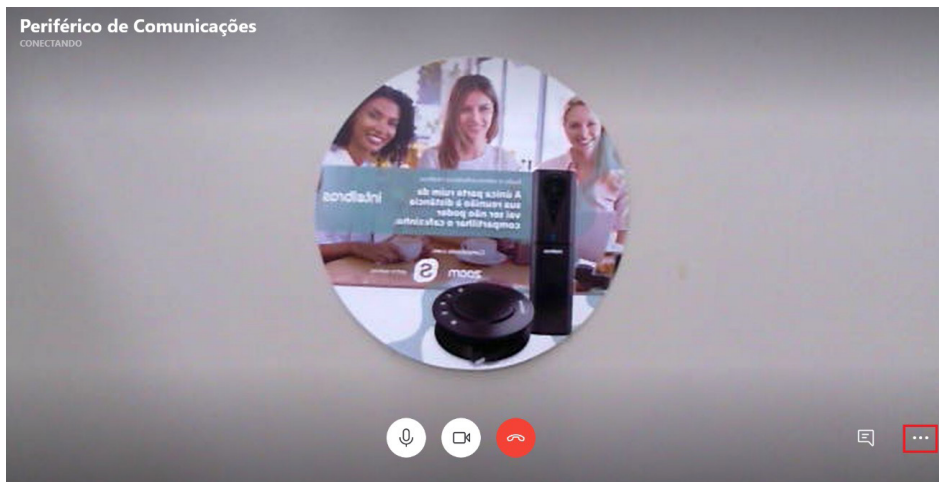 Periférico de Comunicações
CONECTANDO
intelbras
A única parte ruim da
sua reunião à distância
vai ser não poder
compartilhar o cafezinho.
zoom